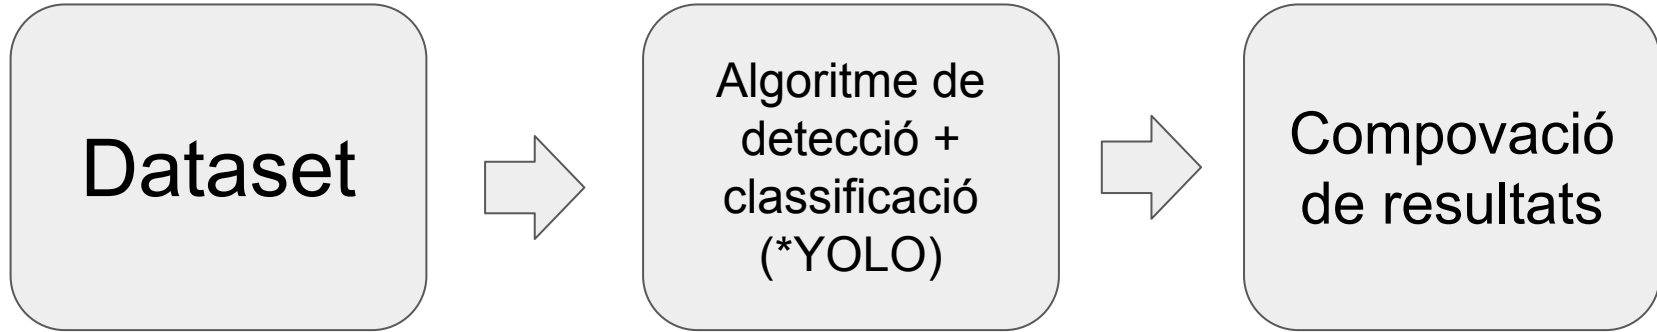 Dataset
Algoritme de
detecció +
classificació
(*YOLO)
Compovació
de resultats